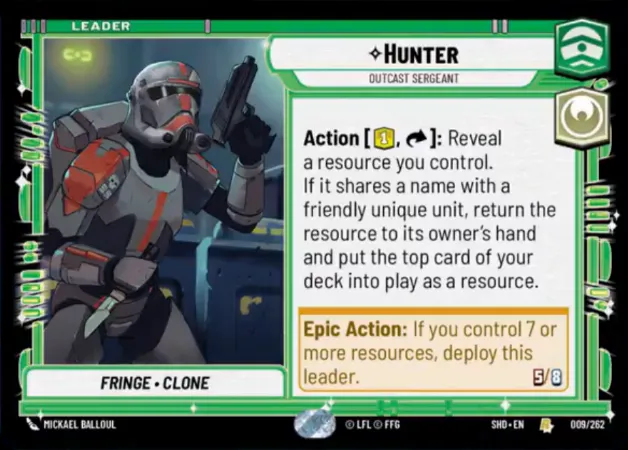 LEADER
HUNTER
OUTCAST SERGEANT
Action [1, ]: Reveal
a resource you control.
If it shares a name with a
friendly unique unit, return the
resource to its owner's hand
and put the top card of your
deck into play as a resource.
Epic Action: If you control 7 or
more resources, deploy this
leader.
5/8
FRINGE • CLONE
MICKAEL BALLOUL
© LFL © FFG
SHD • EN
009/262